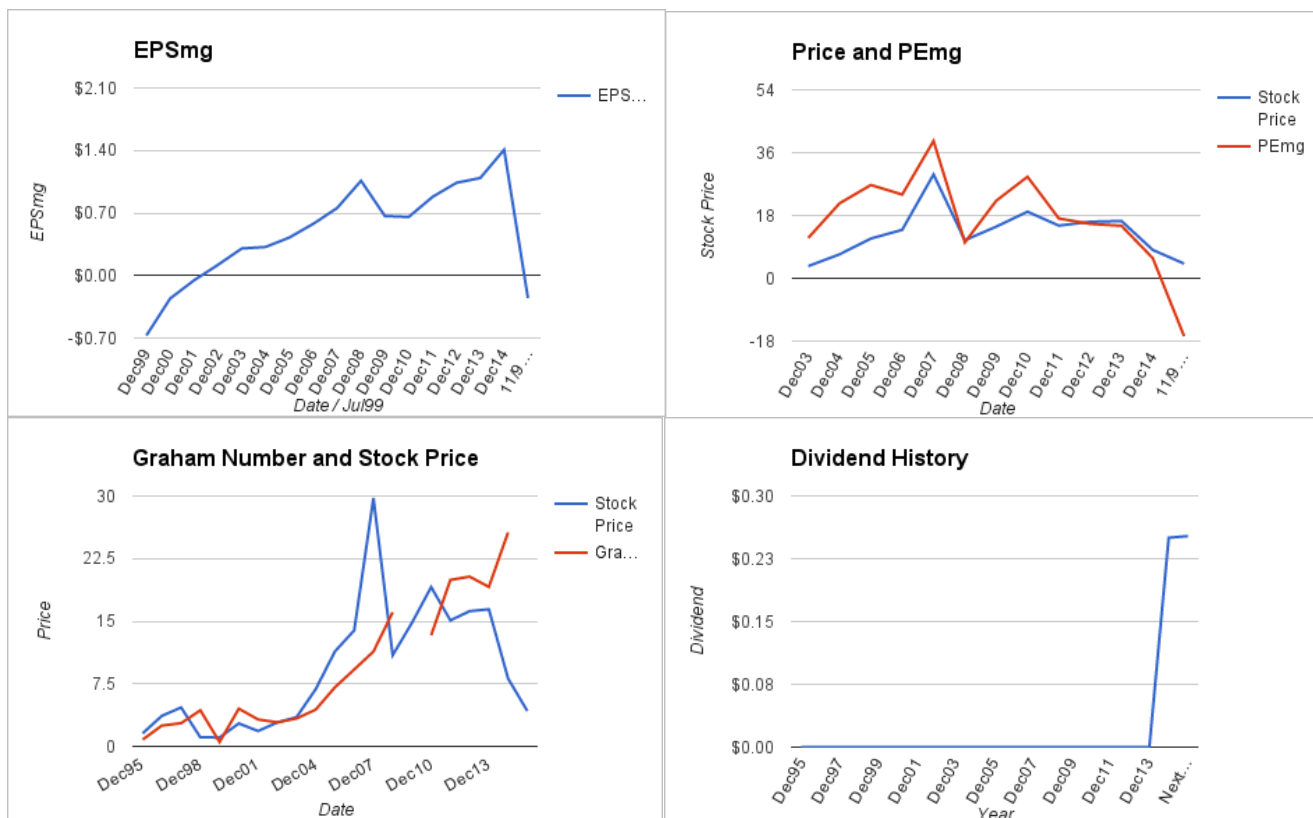 EPSmg
$2.10
$1.40
$0.70
$0.00
-$0.70
EPSmg
EPS...
Dec99
Dec00
Dec01
Dec02
Dec03
Dec04
Dec05
Dec06
Dec07
Dec08
Dec09
Dec10
Dec11
Dec12
Dec13
Dec14
11/9 ...
Date / Jul99
Price and PEmg
54
36
18
0
-18
Stock Price
Stock
Price
PEmg
Dec03
Dec04
Dec05
Dec06
Dec07
Dec08
Dec09
Dec10
Dec11
Dec12
Dec13
Dec14
11/9 ...
Date
Graham Number and Stock Price
30
22.5
15
7.5
0
Price
Stock
Price
Gra...
Dec95
Dec98
Dec01
Dec04
Dec07
Dec10
Dec13
Date
Dividend History
$0.30
$0.23
$0.15
$0.08
$0.00
Dividend
Dec95
Dec97
Dec99
Dec01
Dec03
Dec05
Dec07
Dec09
Dec11
Dec13
Next...
Year